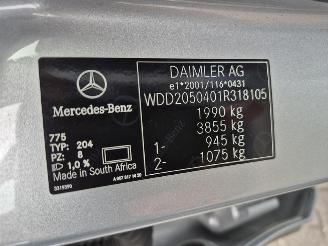 Mercedes-Benz
775
TYP: 204
PZ: 8
1,0 %
Made in South Africa
DAIMLER AG
e1*2001/116*0431
WDD2050401R318105
1990 kg
3855 kg
1- 945 kg
2- 1075 kg